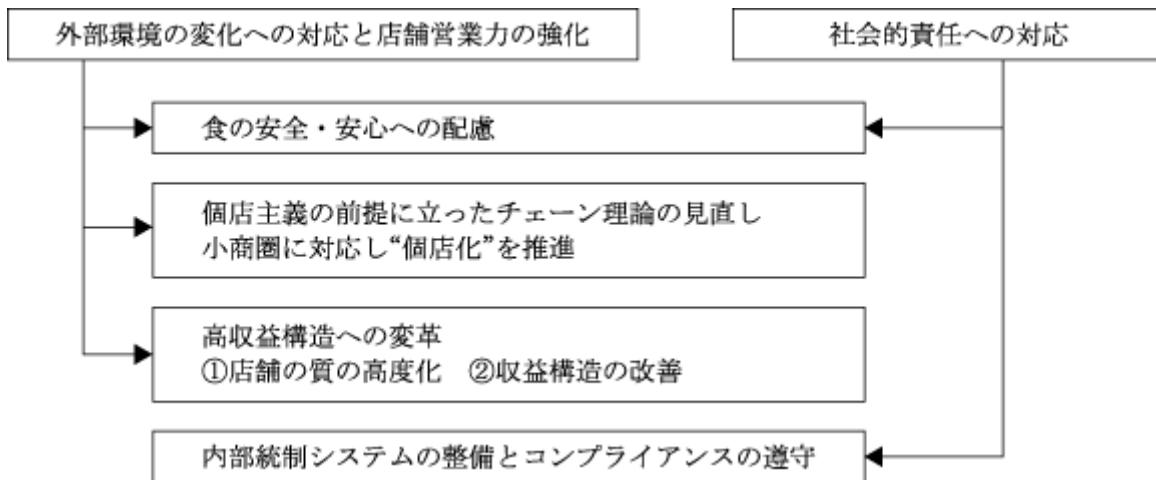 外部環境の変化への対応と店舗営業力の強化
社会的責任への対応
食の安全・安心への配慮
個店主義の前提に立ったチェーン理論の見直し
小商圏に対応し“個店化”を推進
高収益構造への変革
①店舗の質の高度化　②収益構造の改善
内部統制システムの整備とコンプライアンスの遵守